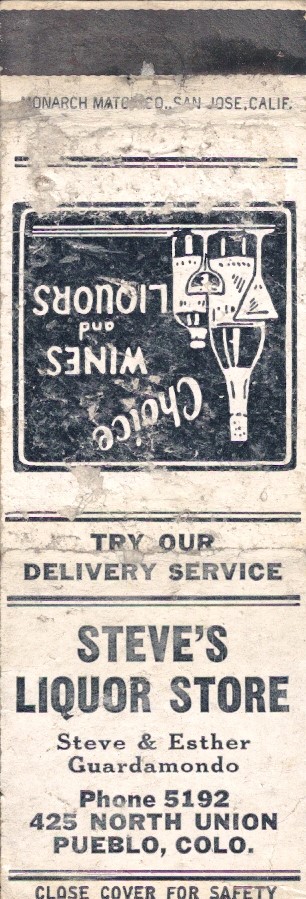 MONARCH MATCH CO., SAN JOSE, CALIF.
Choice
WINES
and
LIQUORS
TRY OUR
DELIVERY SERVICE
STEVE'S
LIQUOR STORE
Steve & Esther
Guardamondo
Phone 5192
425 NORTH UNION
PUEBLO, COLO.
CLOSE COVER FOR SAFETY